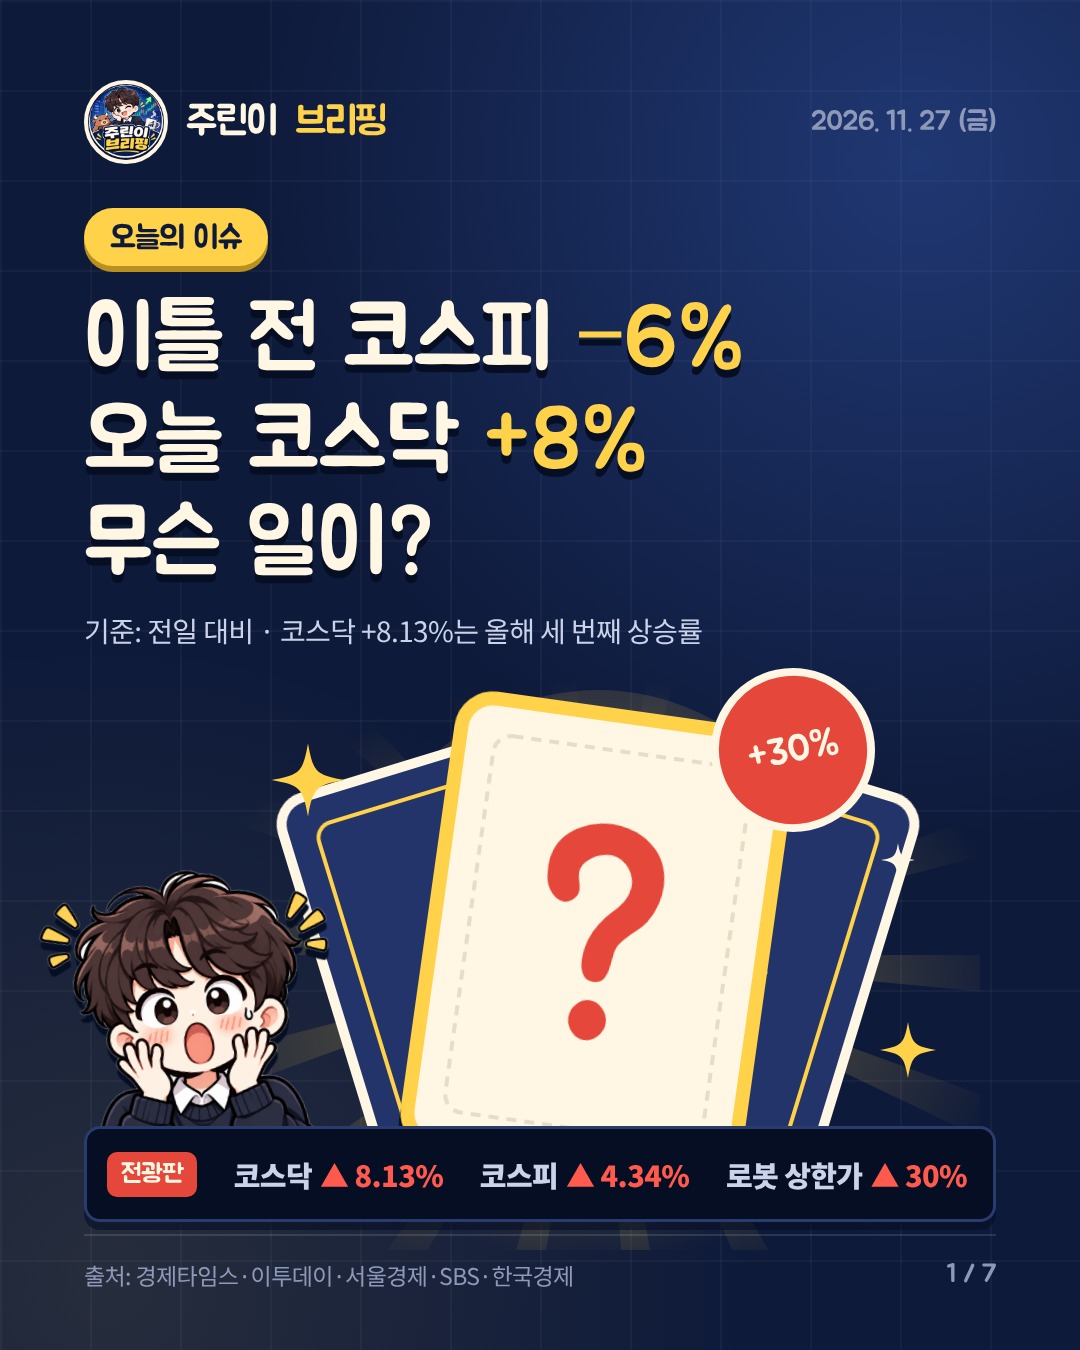 주린이 브리핑
주린이 브리핑
2026. 11. 27 (금)
오늘의 이슈
이틀 전 코스피 −6%
오늘 코스닥 +8%
무슨 일이?
기준: 전일 대비 · 코스닥 +8.13%는 올해 세 번째 상승률
+30%
?
전광판 코스닥 ▲ 8.13% 코스피 ▲ 4.34% 로봇 상한가 ▲ 30%
출처: 경제타임스·이투데이·서울경제·SBS·한국경제
1 / 7